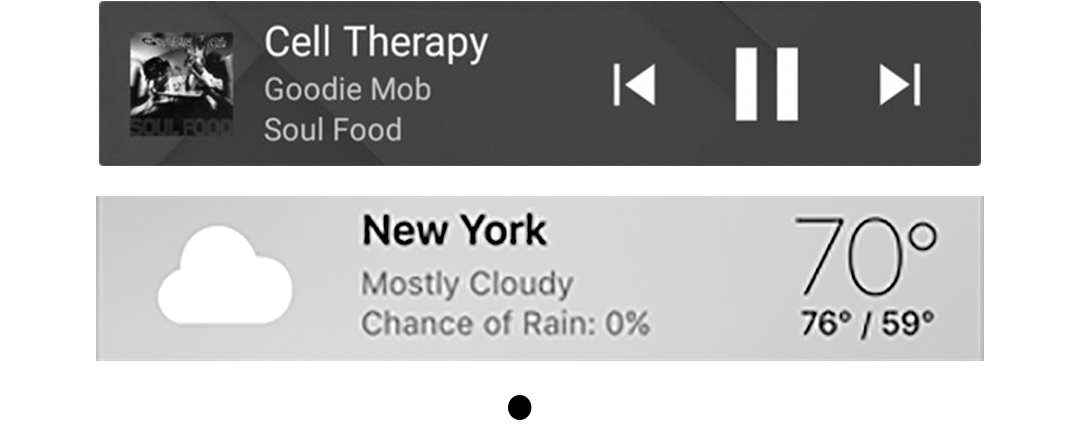 Cell Therapy
Goodie Mob
Soul Food
SOUL FOOD
New York
Mostly Cloudy
Chance of Rain: 0%
70°
76° / 59°